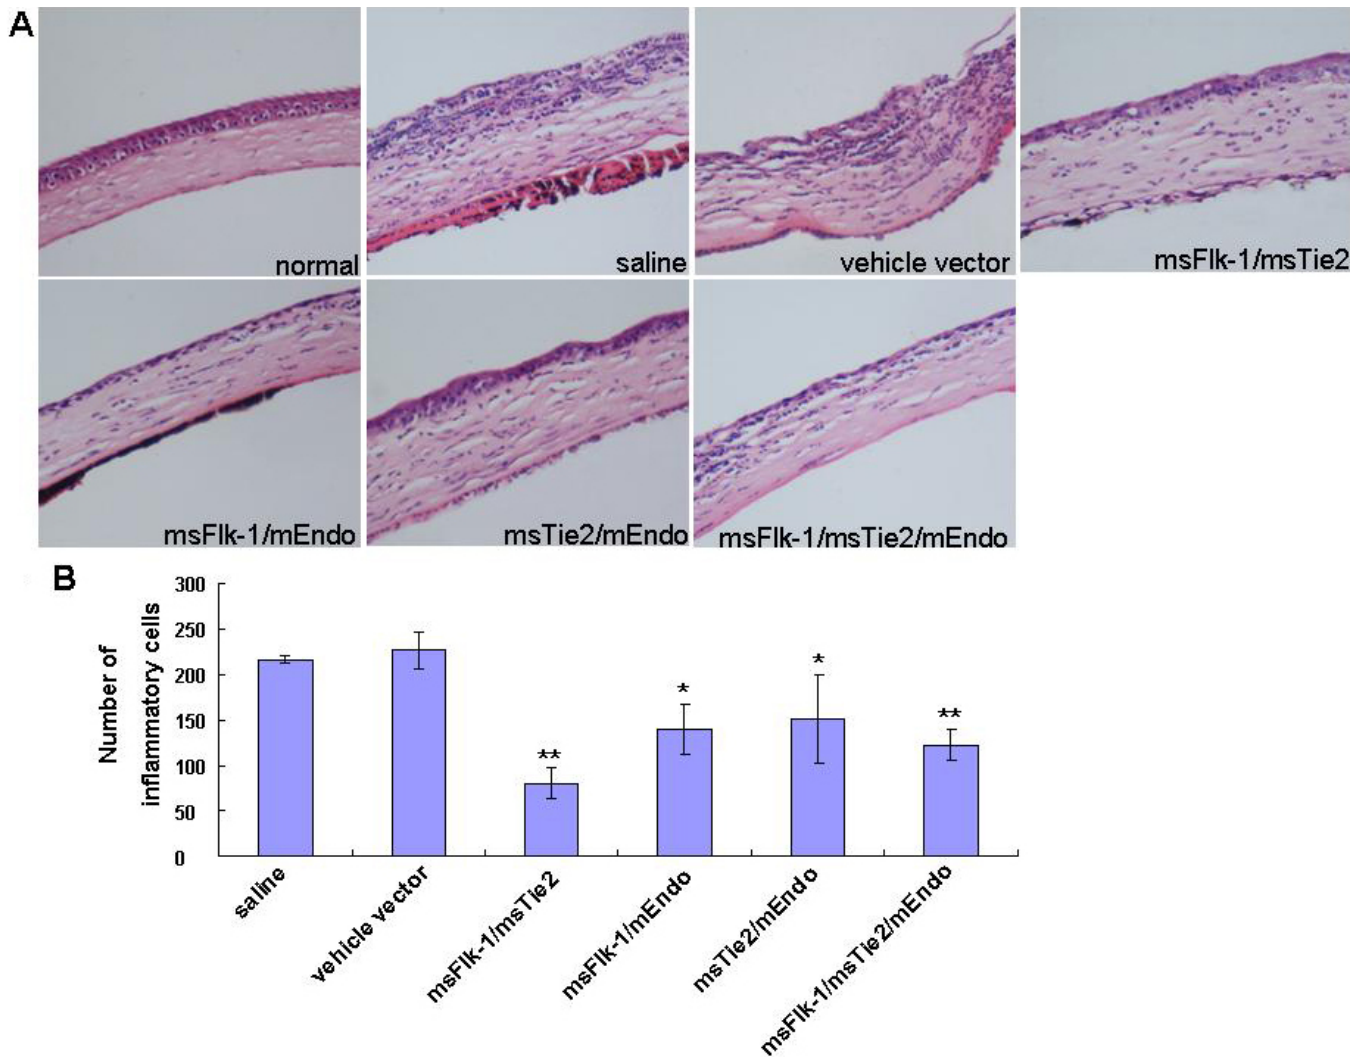 A
normal
saline
vehicle vector
msFlk-1/msTie2
msFlk-1/mEndo
msTie2/mEndo
msFlk-1/msTie2/mEndo
B
Number of
inflammatory cells
300
250
200
150
100
50
0
**
*
*
**
saline
vehicle vector
msFlk-1/msTie2
msFlk-1/mEndo
msTie2/mEndo
msFlk-1/msTie2/mEndo